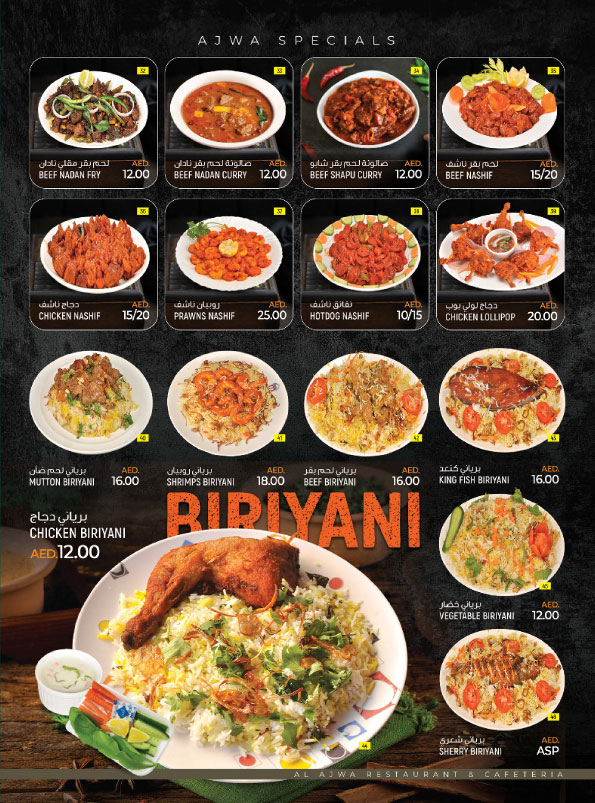 AJWA SPECIALS
32
لحم بقر مقلي نادان
AED.
BEEF NADAN FRY 12.00
33
صالونة لحم بقر نادان
AED.
BEEF NADAN CURRY 12.00
34
صالونة لحم بقر شابو
AED.
BEEF SHAPU CURRY 12.00
35
لحم بقر ناشف
AED.
BEEF NASHIF 15/20
36
دجاج ناشف
AED.
CHICKEN NASHIF 15/20
37
روبيان ناشف
AED.
PRAWNS NASHIF 25.00
38
نقانق ناشف
AED.
HOTDOG NASHIF 10/15
39
دجاج لولي بوب
AED.
CHICKEN LOLLIPOP 20.00
40
برياني لحم ضان
AED.
MUTTON BIRIYANI 16.00
41
برياني روبيان
AED.
SHRIMPS BIRIYANI 18.00
42
برياني لحم بقر
AED.
BEEF BIRIYANI 16.00
43
برياني كنعد
AED.
KING FISH BIRIYANI 16.00
BIRIYANI
برياني دجاج
CHICKEN BIRIYANI
AED.12.00
44
45
برياني خضار
AED.
VEGETABLE BIRIYANI 12.00
46
برياني شعري
AED.
SHERRY BIRIYANI ASP
AL AJWA RESTAURANT & CAFETERIA